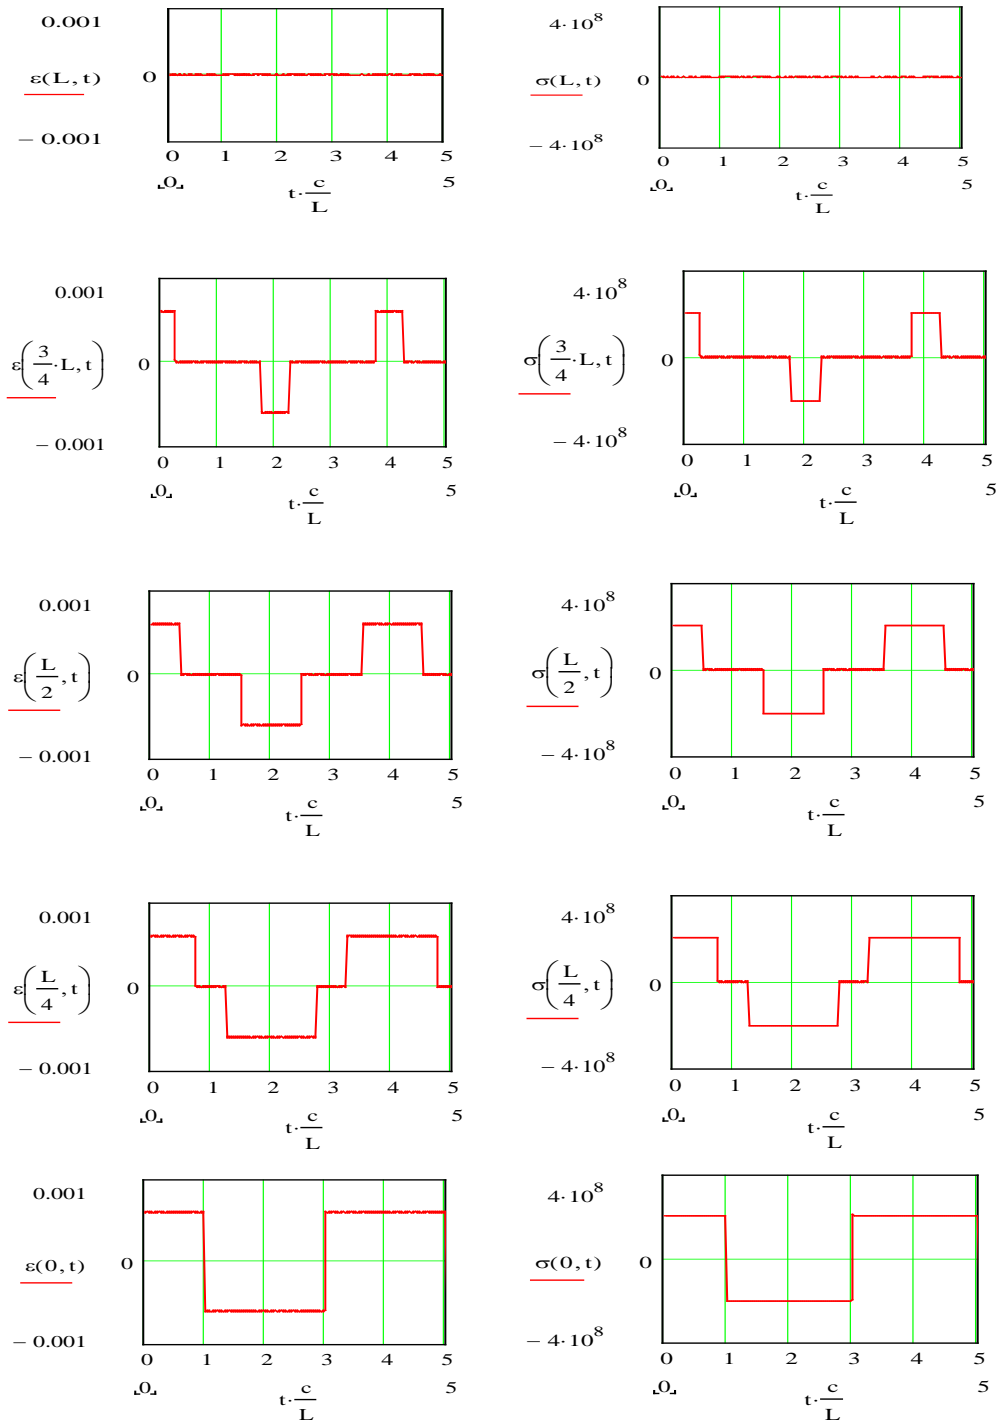 0.001
ε(L, t)
0
− 0.001
0 1 2 3 4 5
0 5
t·c/L
4·10^8
σ(L, t)
0
− 4·10^8
0 1 2 3 4 5
0 5
t·c/L
0.001
ε(3/4·L, t)
0
− 0.001
0 1 2 3 4 5
0 5
t·c/L
4·10^8
σ(3/4·L, t)
0
− 4·10^8
0 1 2 3 4 5
0 5
t·c/L
0.001
ε(L/2, t)
0
− 0.001
0 1 2 3 4 5
0 5
t·c/L
4·10^8
σ(L/2, t)
0
− 4·10^8
0 1 2 3 4 5
0 5
t·c/L
0.001
ε(L/4, t)
0
− 0.001
0 1 2 3 4 5
0 5
t·c/L
4·10^8
σ(L/4, t)
0
− 4·10^8
0 1 2 3 4 5
0 5
t·c/L
0.001
ε(0, t)
0
− 0.001
0 1 2 3 4 5
0 5
t·c/L
4·10^8
σ(0, t)
0
− 4·10^8
0 1 2 3 4 5
0 5
t·c/L